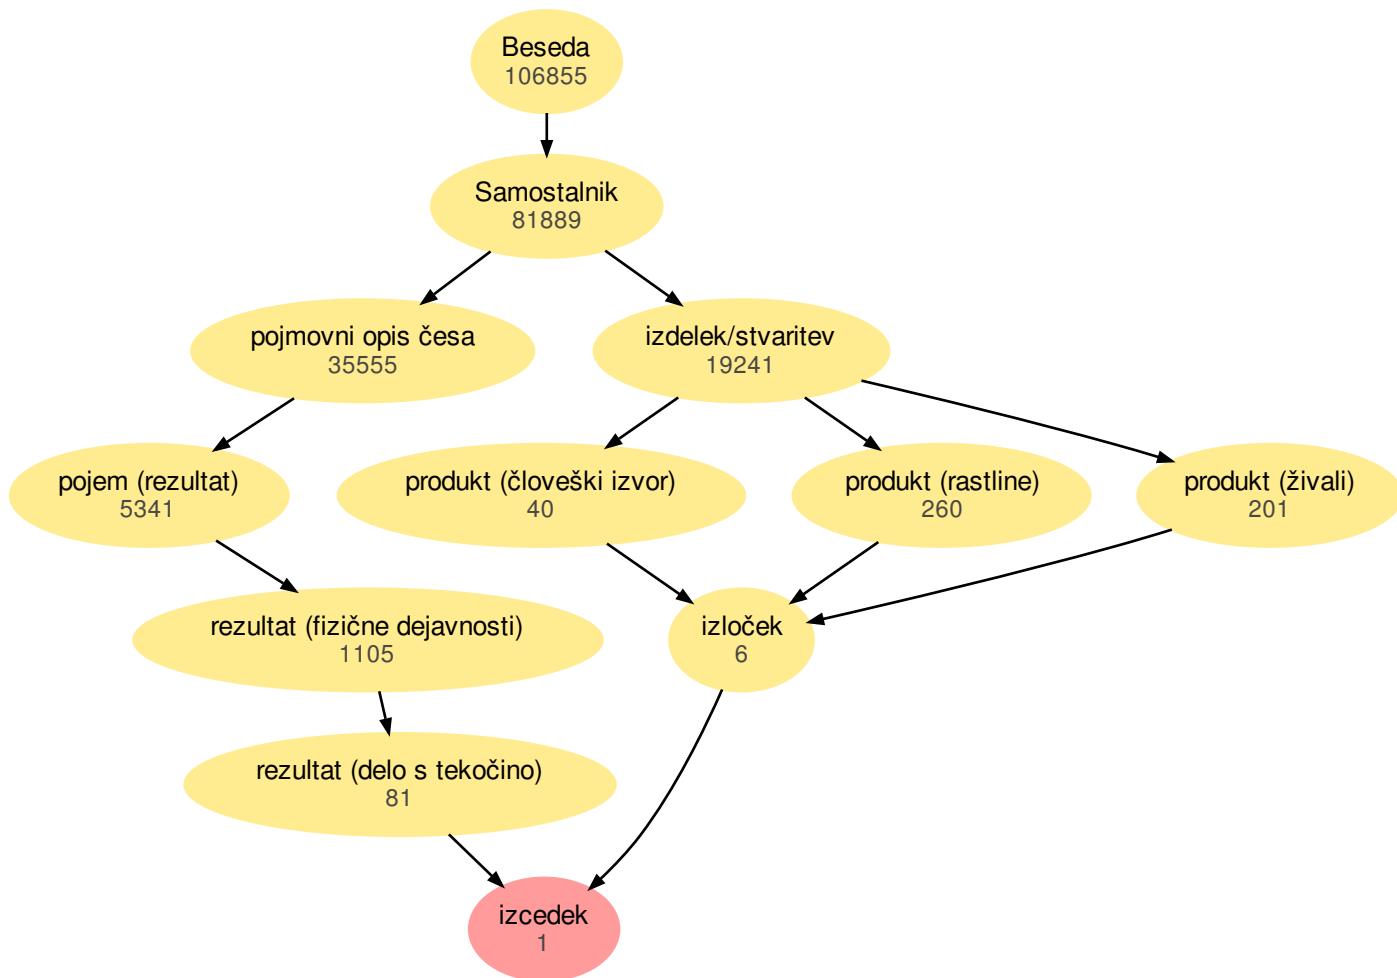 Beseda
106855
Samostalnik
81889
pojmovni opis česa
35555
izdelek/stvaritev
19241
pojem (rezultat)
5341
produkt (človeški izvor)
40
produkt (rastline)
260
produkt (živali)
201
rezultat (fizične dejavnosti)
1105
izloček
6
rezultat (delo s tekočino)
81
izcedek
1